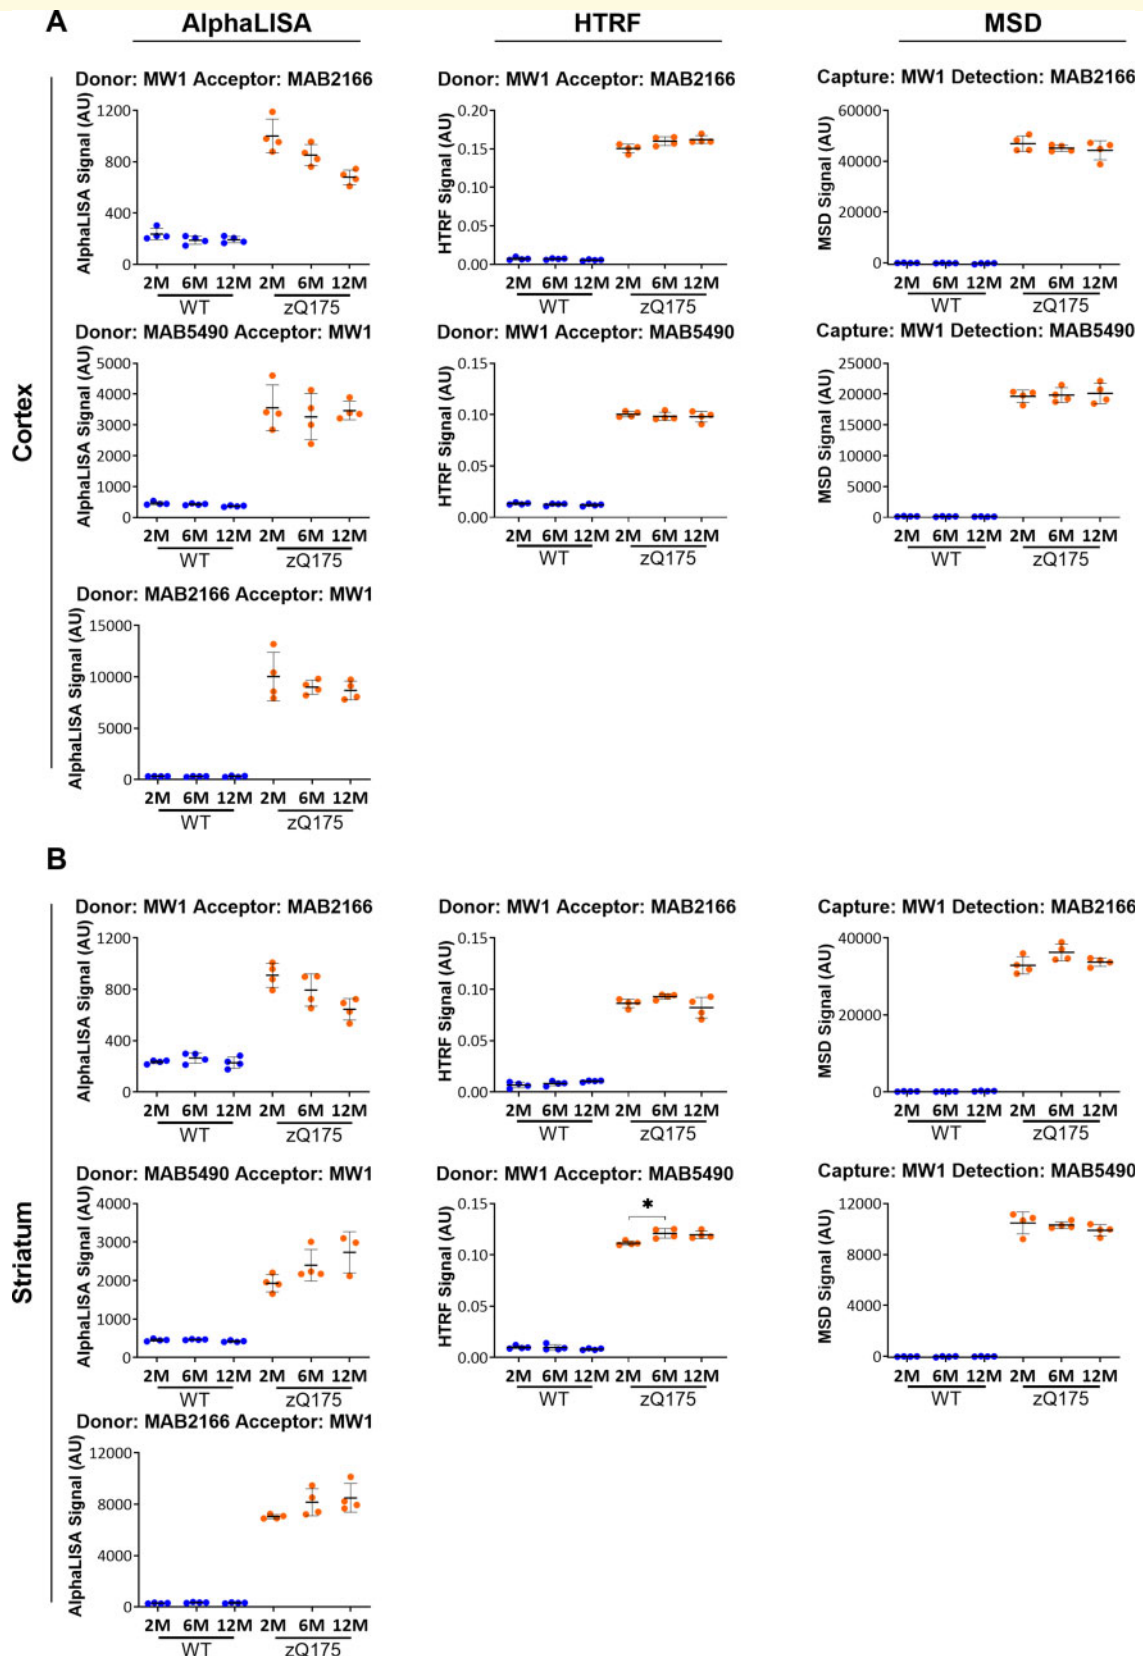 A
AlphaLISA HTRF MSD
Cortex
Donor: MW1 Acceptor: MAB2166
AlphaLISA Signal (AU)
1200
800
400
0
2M 6M 12M 2M 6M 12M
WT zQ175
Donor: MW1 Acceptor: MAB2166
HTRF Signal (AU)
0.20
0.15
0.10
0.05
0.00
2M 6M 12M 2M 6M 12M
WT zQ175
Capture: MW1 Detection: MAB2166
MSD Signal (AU)
60000
40000
20000
0
2M 6M 12M 2M 6M 12M
WT zQ175
Donor: MAB5490 Acceptor: MW1
AlphaLISA Signal (AU)
5000
4000
3000
2000
1000
0
2M 6M 12M 2M 6M 12M
WT zQ175
Donor: MW1 Acceptor: MAB5490
HTRF Signal (AU)
0.15
0.10
0.05
0.00
2M 6M 12M 2M 6M 12M
WT zQ175
Capture: MW1 Detection: MAB5490
MSD Signal (AU)
25000
20000
15000
10000
5000
0
2M 6M 12M 2M 6M 12M
WT zQ175
Donor: MAB2166 Acceptor: MW1
AlphaLISA Signal (AU)
15000
10000
5000
0
2M 6M 12M 2M 6M 12M
WT zQ175
B
Striatum
Donor: MW1 Acceptor: MAB2166
AlphaLISA Signal (AU)
1200
800
400
0
2M 6M 12M 2M 6M 12M
WT zQ175
Donor: MW1 Acceptor: MAB2166
HTRF Signal (AU)
0.15
0.10
0.05
0.00
2M 6M 12M 2M 6M 12M
WT zQ175
Capture: MW1 Detection: MAB2166
MSD Signal (AU)
40000
20000
0
2M 6M 12M 2M 6M 12M
WT zQ175
Donor: MAB5490 Acceptor: MW1
AlphaLISA Signal (AU)
4000
3000
2000
1000
0
2M 6M 12M 2M 6M 12M
WT zQ175
Donor: MW1 Acceptor: MAB5490
HTRF Signal (AU)
0.15
0.10
0.05
0.00
*
2M 6M 12M 2M 6M 12M
WT zQ175
Capture: MW1 Detection: MAB5490
MSD Signal (AU)
12000
8000
4000
0
2M 6M 12M 2M 6M 12M
WT zQ175
Donor: MAB2166 Acceptor: MW1
AlphaLISA Signal (AU)
12000
8000
4000
0
2M 6M 12M 2M 6M 12M
WT zQ175